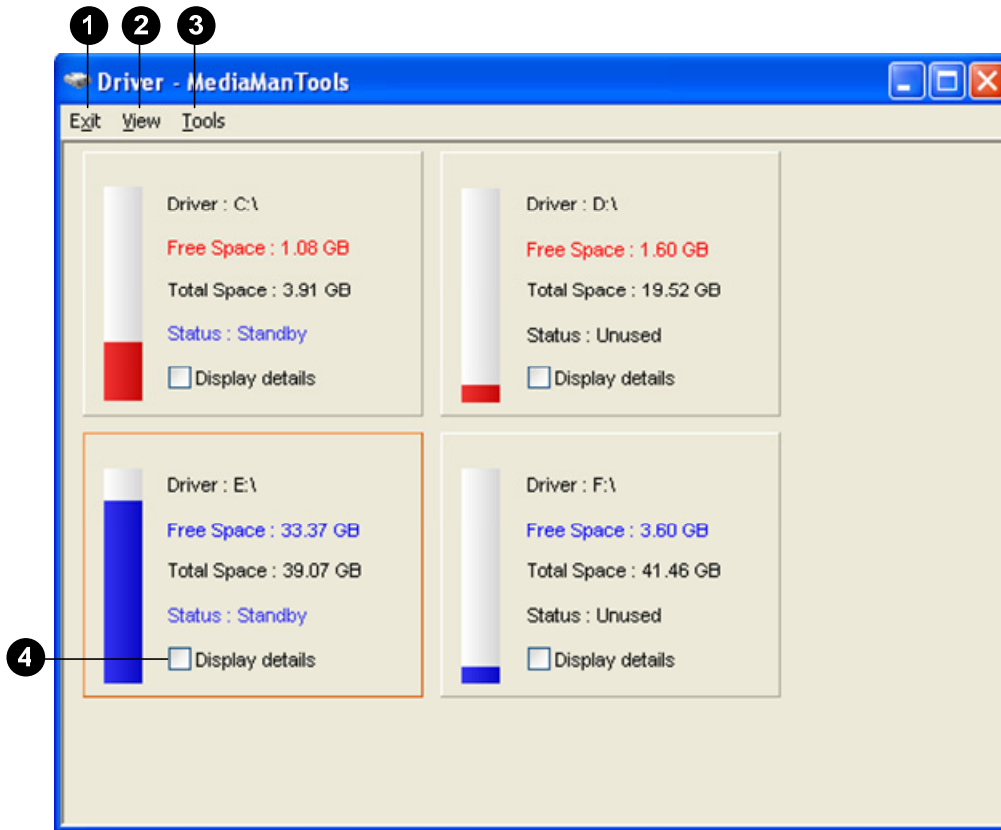 1 2 3
Driver - MediaManTools
Exit View Tools
Driver : C:\
Free Space : 1.08 GB
Total Space : 3.91 GB
Status : Standby
Display details
Driver : D:\
Free Space : 1.60 GB
Total Space : 19.52 GB
Status : Unused
Display details
Driver : E:\
Free Space : 33.37 GB
Total Space : 39.07 GB
Status : Standby
4 Display details
Driver : F:\
Free Space : 3.60 GB
Total Space : 41.46 GB
Status : Unused
Display details